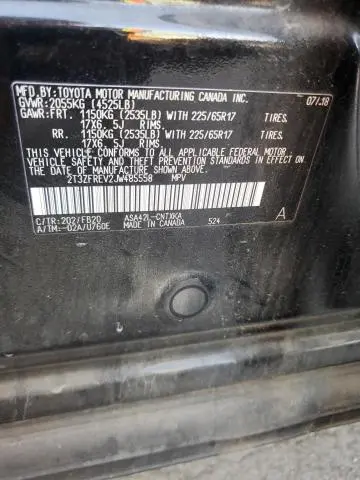 MFD.BY:TOYOTA MOTOR MANUFACTURING CANADA INC. 07/18
GVWR:2055KG (4525LB)
GAWR:FRT. 1150KG (2535LB) WITH 225/65R17 TIRES,
17X6.5J RIMS,
RR. 1150KG (2535LB) WITH 225/65R17 TIRES,
17X6.5J RIMS,
THIS VEHICLE CONFORMS TO ALL APPLICABLE FEDERAL MOTOR
VEHICLE SAFETY AND THEFT PREVENTION STANDARDS IN EFFECT ON
THE DATE OF MANUFACTURE SHOWN ABOVE.
2T3ZFREV2JW485558 MPV
C/TR:202/FB20 ASA42L-CNTXKA A
A/TM:-02A/U760E MADE IN CANADA 524